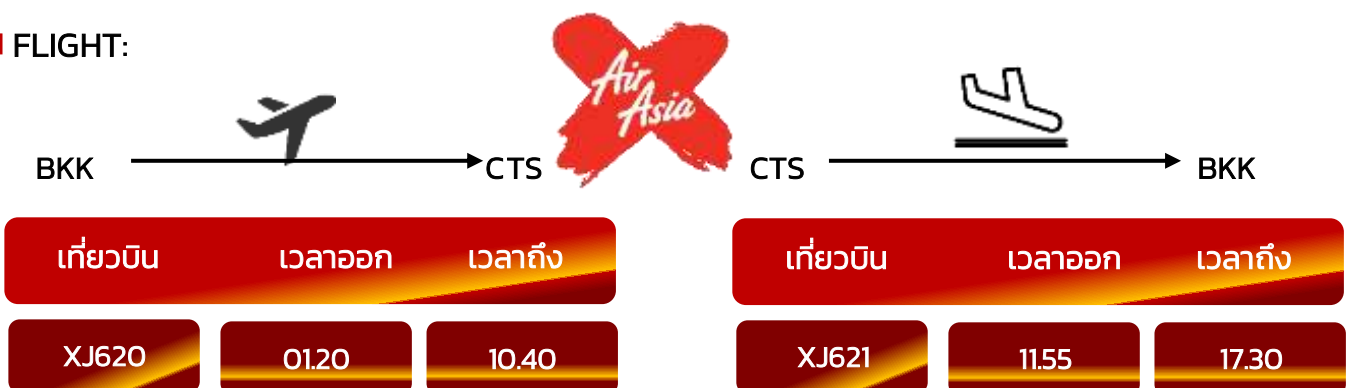 FLIGHT:
Air
Asia
BKK CTS CTS BKK
เที่ยวบิน เวลาออก เวลาถึง เที่ยวบิน เวลาออก เวลาถึง
XJ620 01.20 10.40 XJ621 11.55 17.30